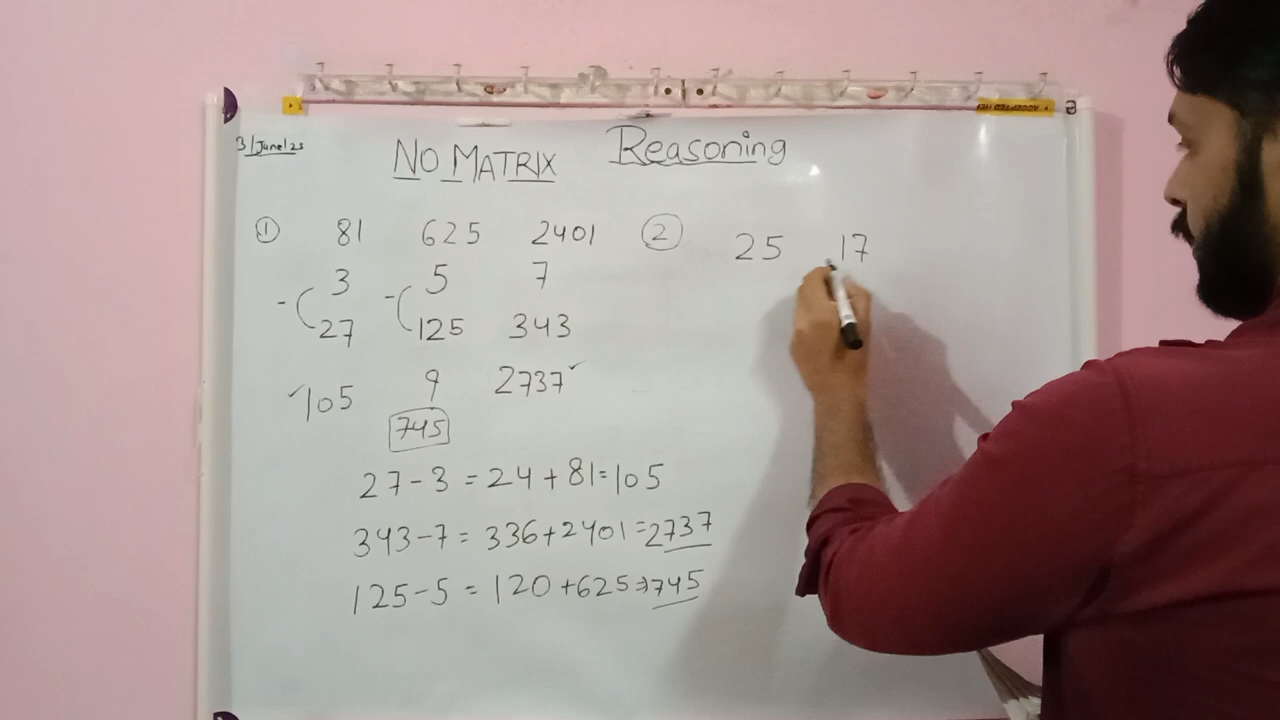 3/June/23
NO MATRIX Reasoning
① 81 625 2401
3 5 7
-( 27 -( 125 343
✓105 9 2737✓
745
27-3 = 24+81=105
343-7 = 336+2401=2737
125-5 = 120+625⇒745
② 25 17